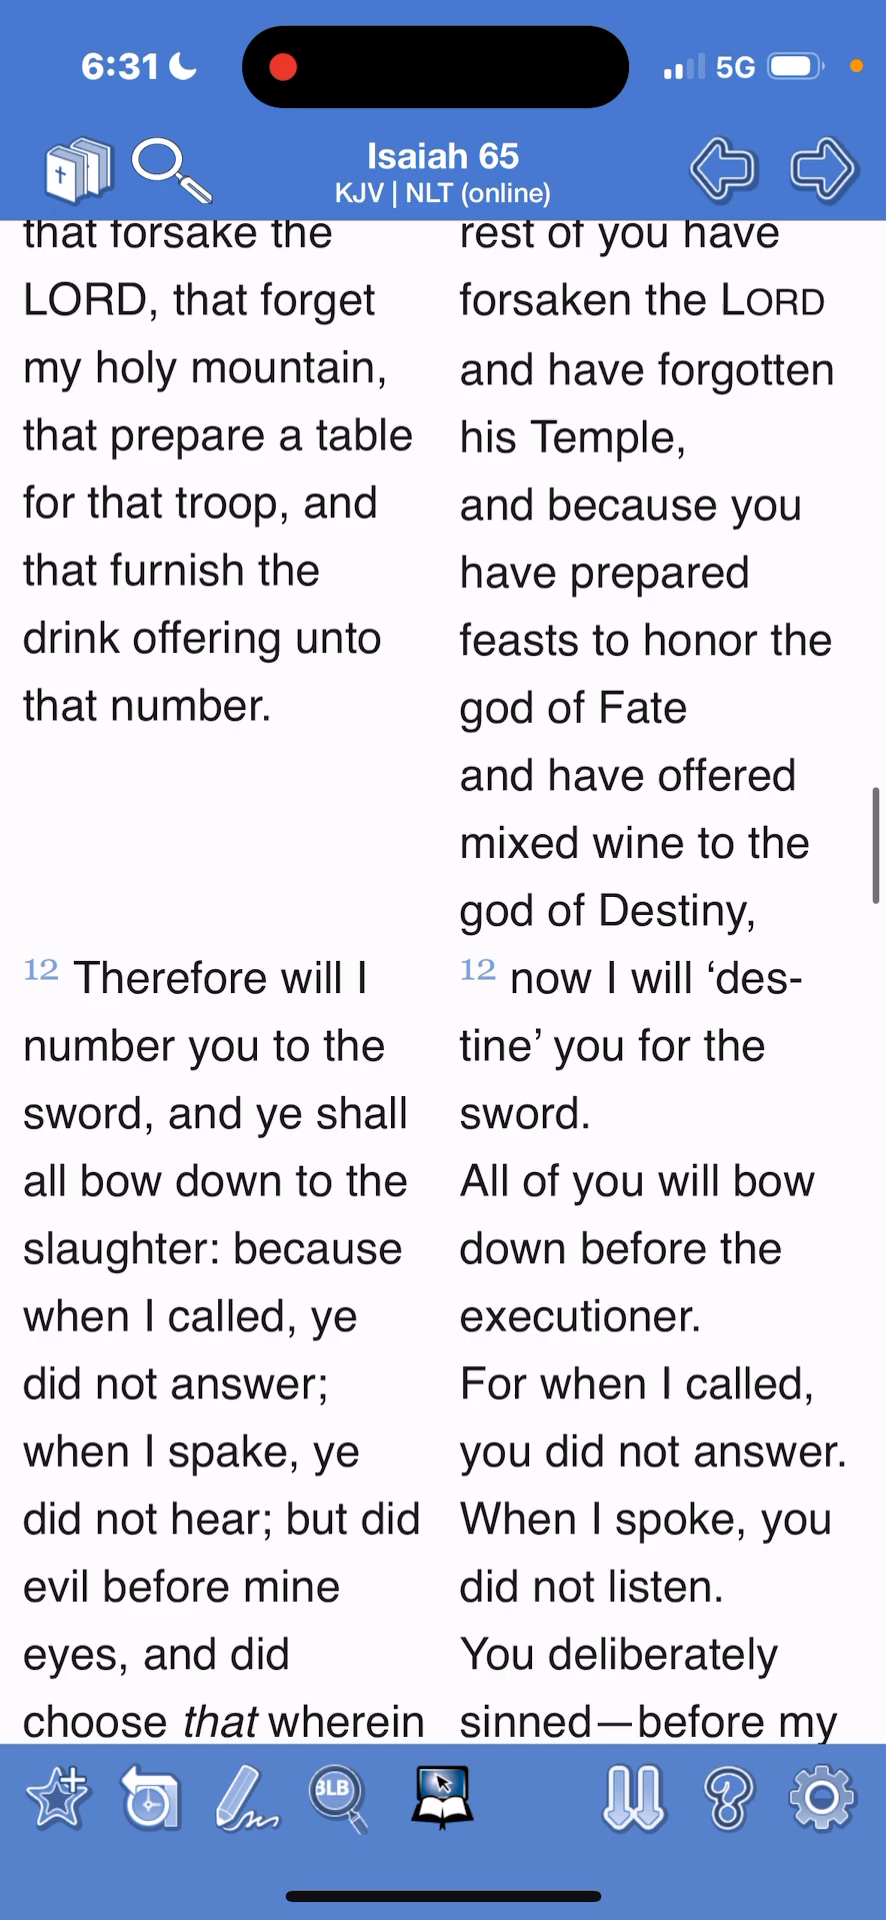 6:31
5G
Isaiah 65
KJV | NLT (online)
that forsake the
LORD, that forget
my holy mountain,
that prepare a table
for that troop, and
that furnish the
drink offering unto
that number.
12 Therefore will I
number you to the
sword, and ye shall
all bow down to the
slaughter: because
when I called, ye
did not answer;
when I spake, ye
did not hear; but did
evil before mine
eyes, and did
choose that wherein
rest of you have
forsaken the LORD
and have forgotten
his Temple,
and because you
have prepared
feasts to honor the
god of Fate
and have offered
mixed wine to the
god of Destiny,
12 now I will ‘des-
tine’ you for the
sword.
All of you will bow
down before the
executioner.
For when I called,
you did not answer.
When I spoke, you
did not listen.
You deliberately
sinned—before my
BLB